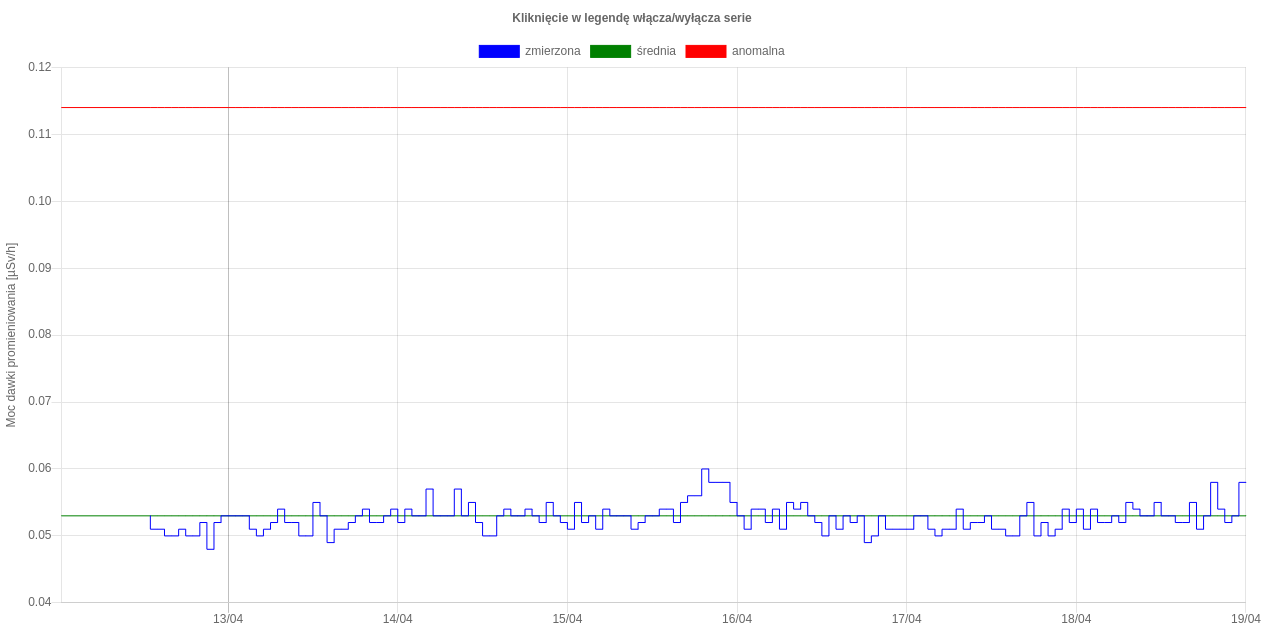 Kliknięcie w legendę włącza/wyłącza serie
zmierzona średnia anomalna
Moc dawki promieniowania [µSv/h]
0.12
0.11
0.10
0.09
0.08
0.07
0.06
0.05
0.04
13/04 14/04 15/04 16/04 17/04 18/04 19/04